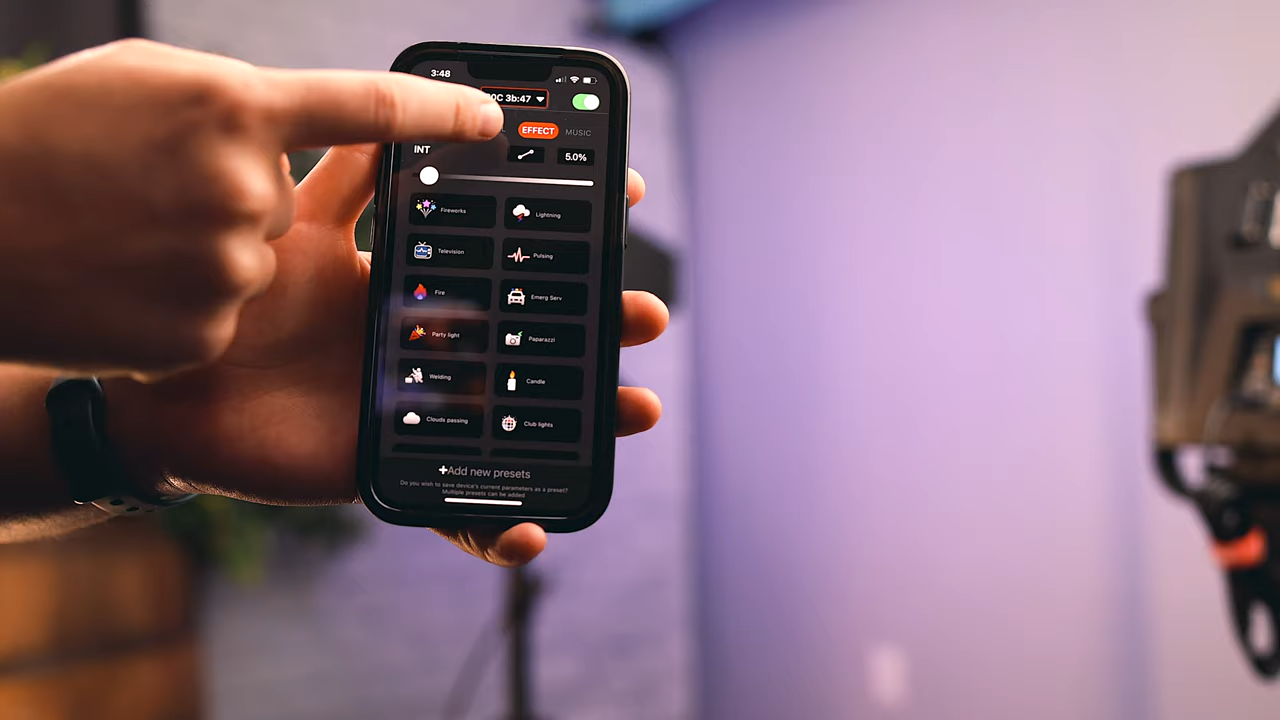 3:48
0C 3b:47
EFFECT MUSIC
INT
5.0%
Fireworks Lightning
Television Pulsing
Fire Emerg Serv
Party light Paparazzi
Welding Candle
Clouds passing Club lights
+Add new presets
Do you wish to save device's current parameters as a preset?
Multiple presets can be added